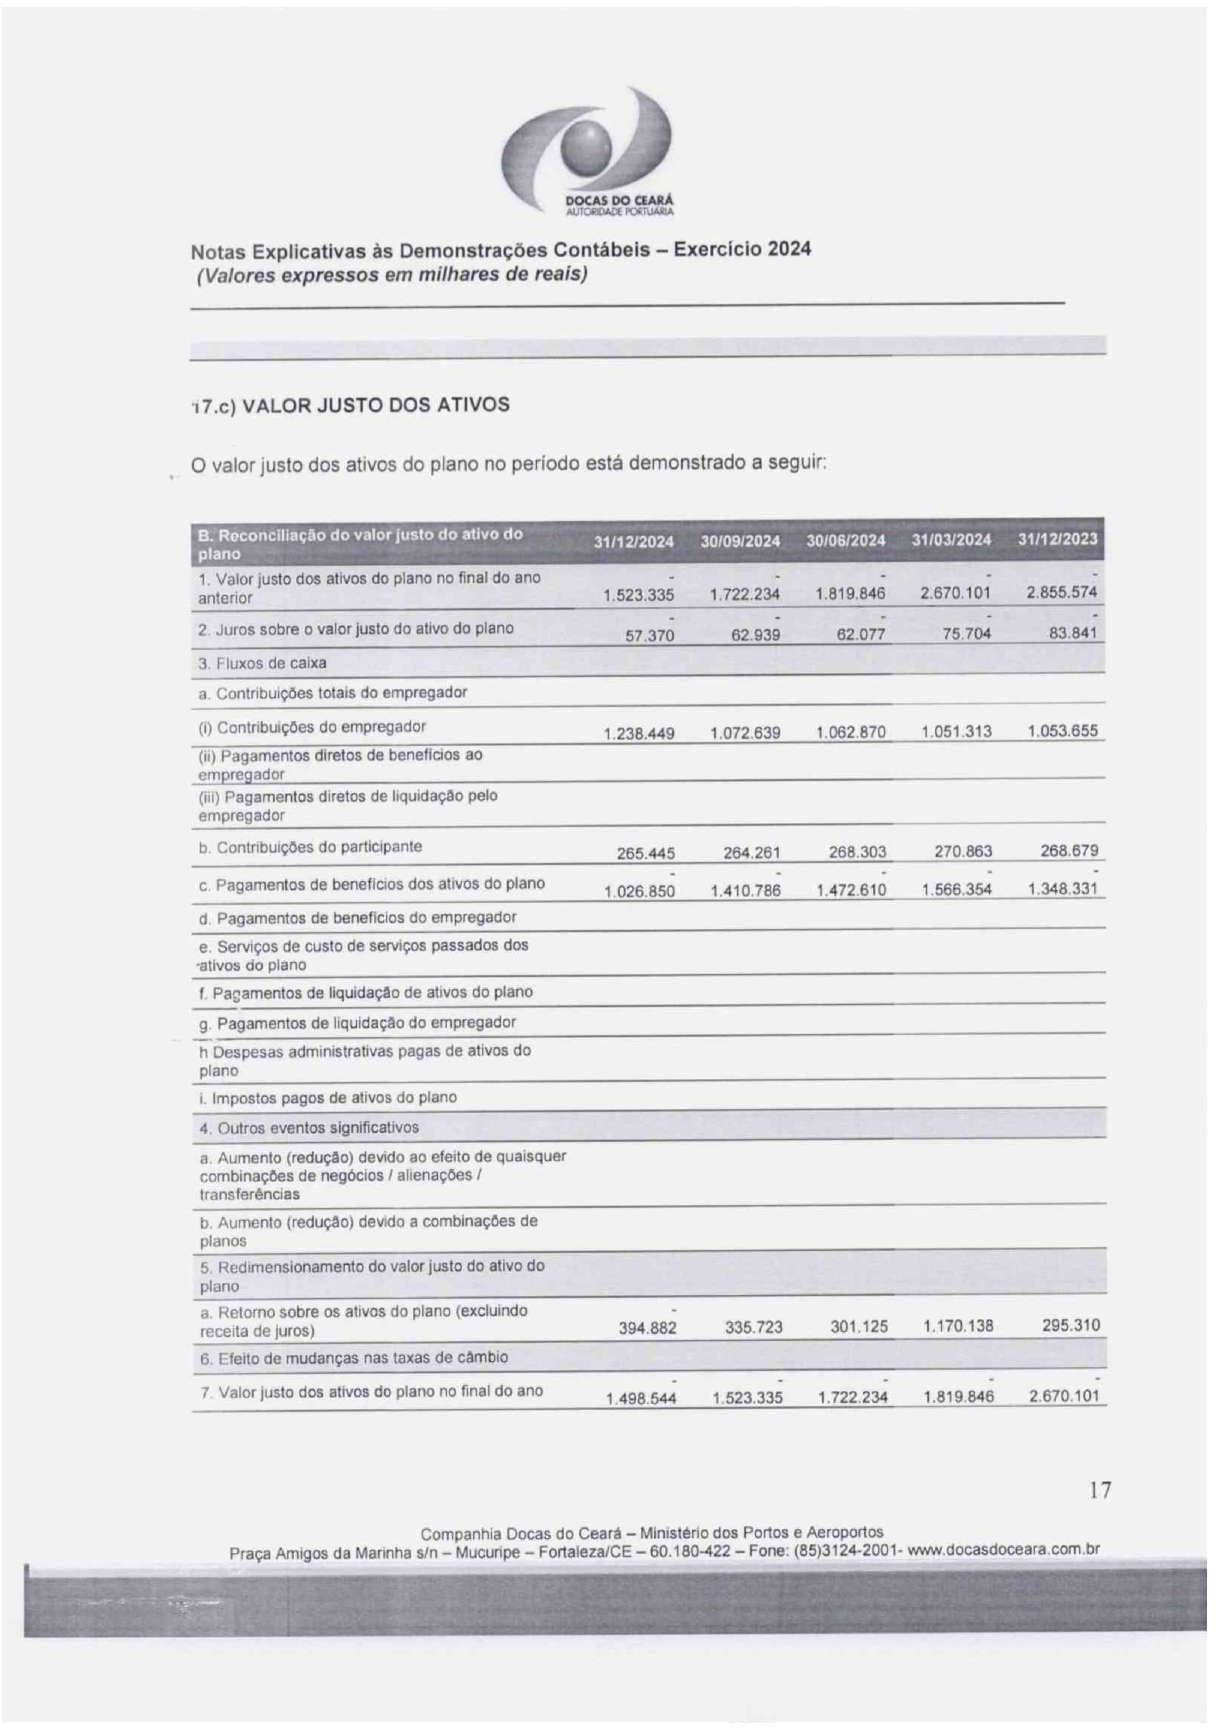 DOCAS DO CEARÁ
AUTORIDADE PORTUÁRIA
Notas Explicativas às Demonstrações Contábeis – Exercício 2024
(Valores expressos em milhares de reais)
17.c) VALOR JUSTO DOS ATIVOS
O valor justo dos ativos do plano no período está demonstrado a seguir:
B. Reconciliação do valor justo do ativo do plano 31/12/2024 30/09/2024 30/06/2024 31/03/2024 31/12/2023
1. Valor justo dos ativos do plano no final do ano anterior -1.523.335 -1.722.234 -1.819.846 -2.670.101 -2.855.574
2. Juros sobre o valor justo do ativo do plano -57.370 -62.939 -62.077 -75.704 -83.841
3. Fluxos de caixa
a. Contribuições totais do empregador
(i) Contribuições do empregador 1.238.449 1.072.639 1.062.870 1.051.313 1.053.655
(ii) Pagamentos diretos de benefícios ao
empregador
(iii) Pagamentos diretos de liquidação pelo
empregador
b. Contribuições do participante 265.445 264.261 268.303 270.863 268.679
c. Pagamentos de benefícios dos ativos do plano -1.026.850 -1.410.786 -1.472.610 -1.566.354 -1.348.331
d. Pagamentos de benefícios do empregador
e. Serviços de custo de serviços passados dos
ativos do plano
f. Pagamentos de liquidação de ativos do plano
g. Pagamentos de liquidação do empregador
h Despesas administrativas pagas de ativos do
plano
i. Impostos pagos de ativos do plano
4. Outros eventos significativos
a. Aumento (redução) devido ao efeito de quaisquer
combinações de negócios / alienações /
transferências
b. Aumento (redução) devido a combinações de
planos
5. Redimensionamento do valor justo do ativo do
plano
a. Retorno sobre os ativos do plano (excluindo
receita de juros) -394.882 335.723 301.125 1.170.138 295.310
6. Efeito de mudanças nas taxas de câmbio
7. Valor justo dos ativos do plano no final do ano -1.498.544 -1.523.335 -1.722.234 -1.819.846 -2.670.101
17
Companhia Docas do Ceará – Ministério dos Portos e Aeroportos
Praça Amigos da Marinha s/n – Mucuripe – Fortaleza/CE – 60.180-422 – Fone: (85)3124-2001- www.docasdoceara.com.br